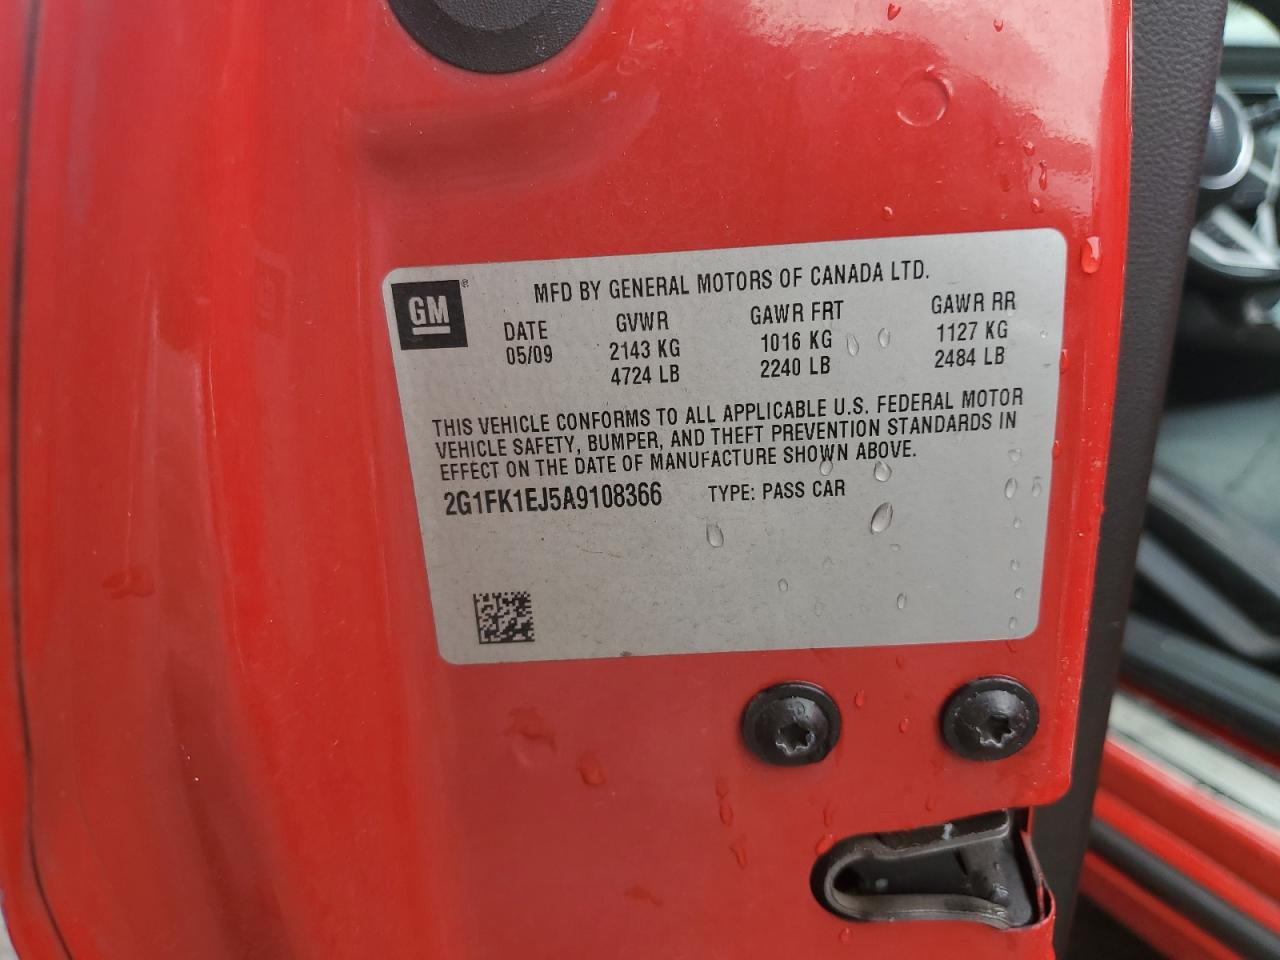 GM ®
MFD BY GENERAL MOTORS OF CANADA LTD.
DATE GVWR GAWR FRT GAWR RR
05/09 2143 KG 1016 KG 1127 KG
4724 LB 2240 LB 2484 LB
THIS VEHICLE CONFORMS TO ALL APPLICABLE U.S. FEDERAL MOTOR
VEHICLE SAFETY, BUMPER, AND THEFT PREVENTION STANDARDS IN
EFFECT ON THE DATE OF MANUFACTURE SHOWN ABOVE.
2G1FK1EJ5A9108366 TYPE: PASS CAR